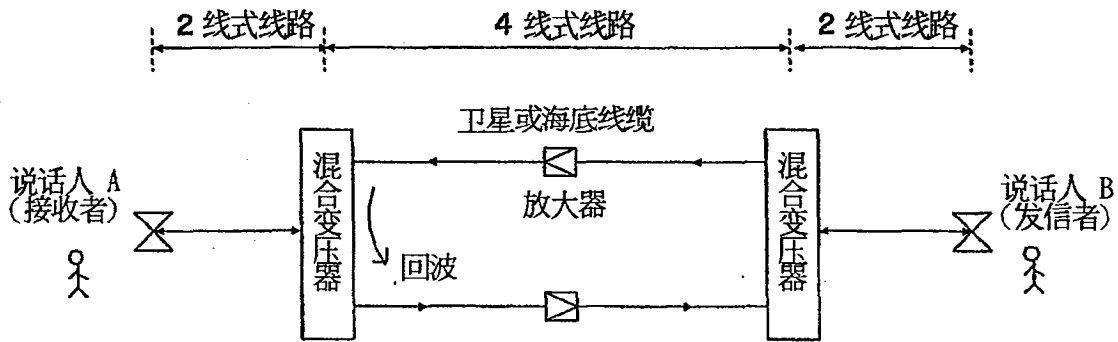 2 线式线路
4 线式线路
2 线式线路
卫星或海底线缆
说话人 A
(接收者)
混合变压器
放大器
回波
混合变压器
说话人 B
(发信者)